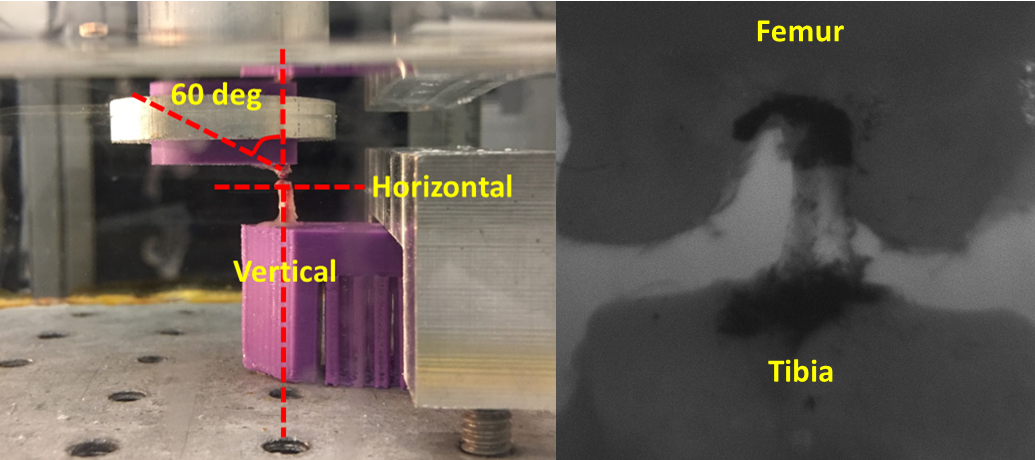 60 deg
Horizontal
Vertical
Femur
Tibia